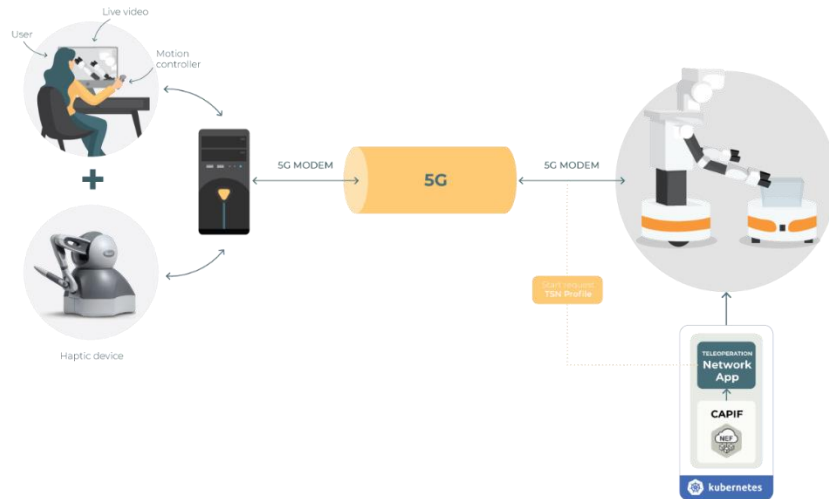 Live video
User
Motion
controller
5G MODEM
5G
5G MODEM
Start required
TSN Profile
Haptic device
TELEOPERATION
Network
App
CAPIF
NEF
kubernetes